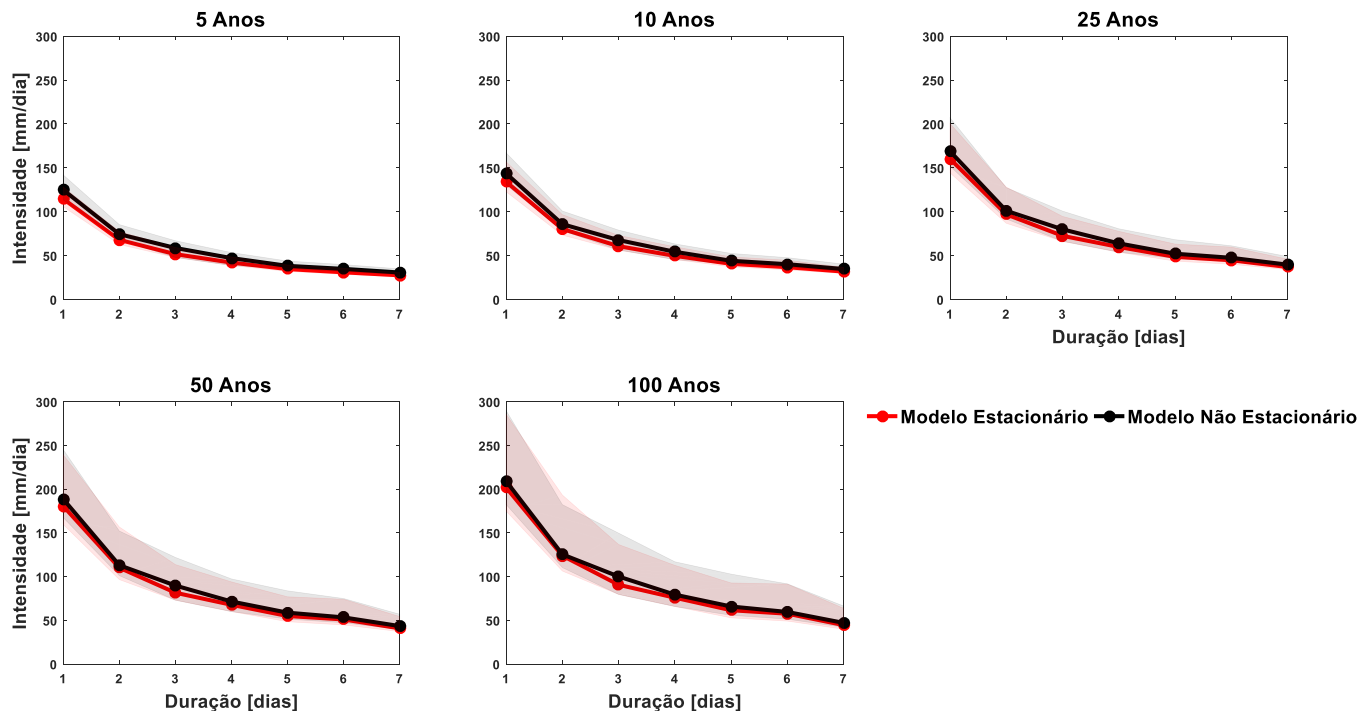 5 Anos
300
250
200
150
100
50
0
1 2 3 4 5 6 7
Intensidade [mm/dia]
10 Anos
300
250
200
150
100
50
0
1 2 3 4 5 6 7
25 Anos
300
250
200
150
100
50
0
1 2 3 4 5 6 7
Duração [dias]
50 Anos
300
250
200
150
100
50
0
1 2 3 4 5 6 7
Intensidade [mm/dia]
Duração [dias]
100 Anos
300
250
200
150
100
50
0
1 2 3 4 5 6 7
Duração [dias]
Modelo Estacionário Modelo Não Estacionário